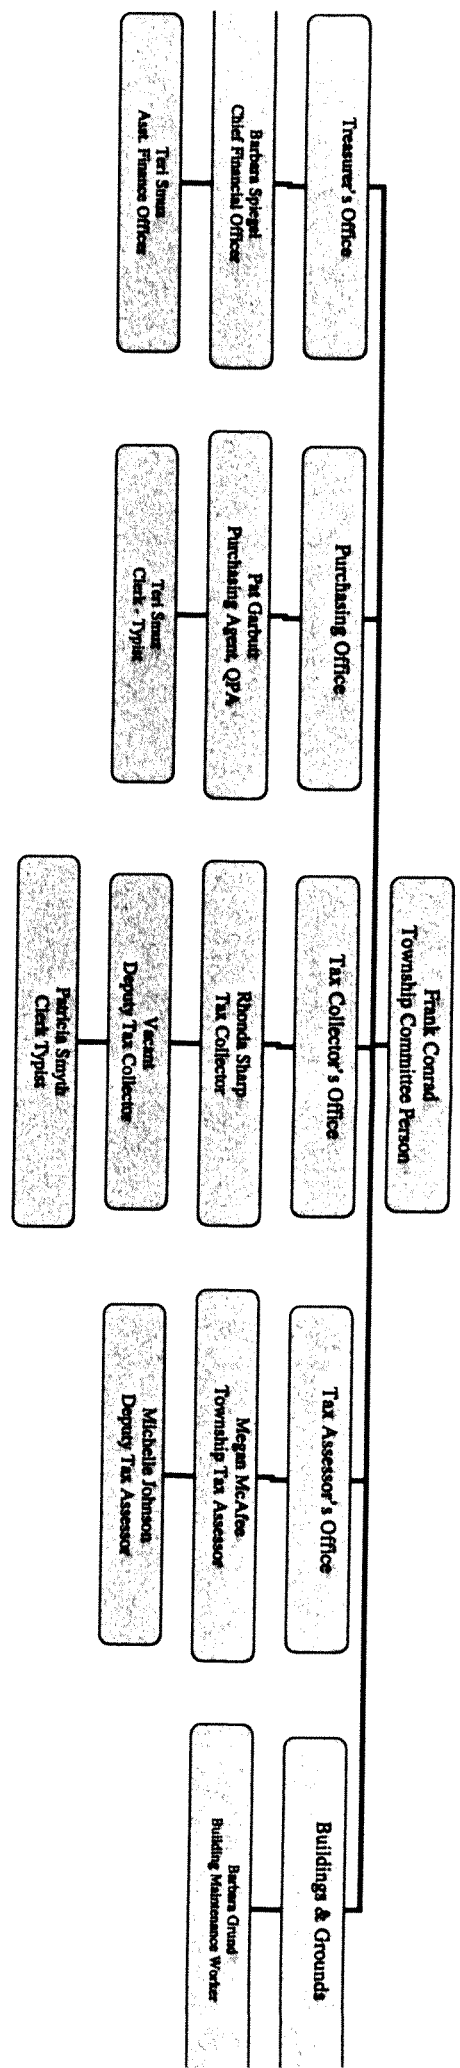 Frank Conrad
Township Committee Person
Treasurer's Office
Barbara Spiegel
Chief Financial Officer
Teri Smus
Asst. Finance Officer
Purchasing Office
Pat Garbutt
Purchasing Agent, QPA
Teri Smus
Clerk - Typist
Tax Collector's Office
Rhonda Sharp
Tax Collector
Vacant
Deputy Tax Collector
Patricia Smyth
Clerk Typist
Tax Assessor's Office
Megan McAfee
Township Tax Assessor
Michelle Johnson
Deputy Tax Assessor
Buildings & Grounds
Barbara Grund
Building Maintenance Worker